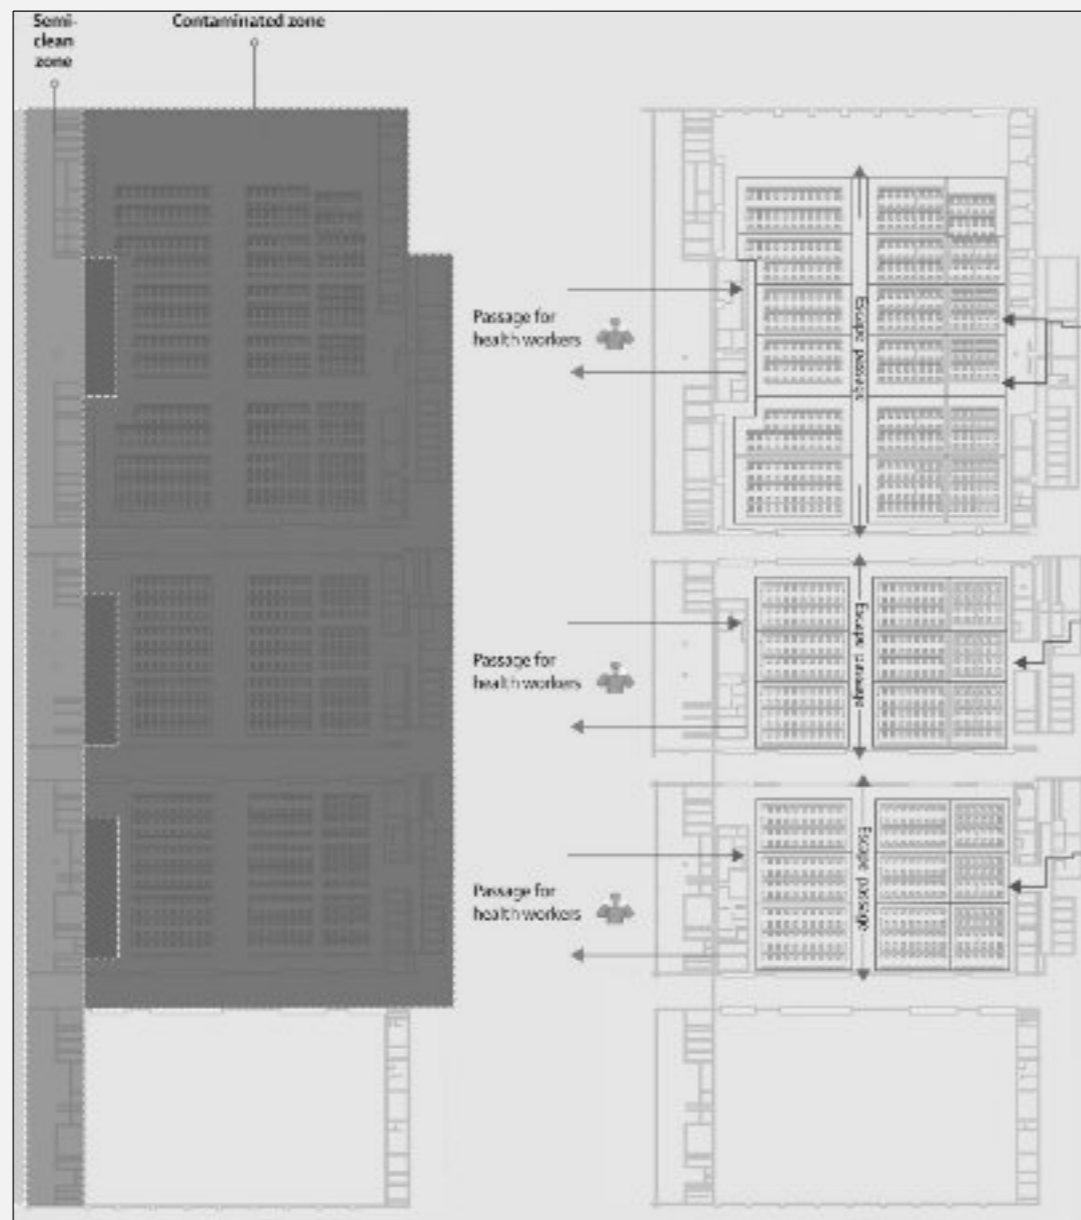 Semi-
clean
zone
Contaminated zone
Passage for
health workers
Escape passage
Passage for
health workers
Escape passage
Passage for
health workers
Escape passage